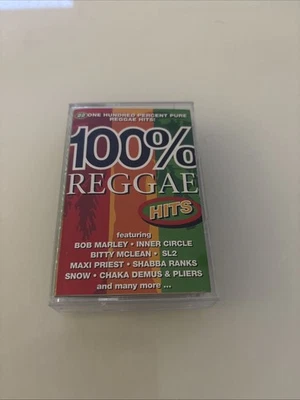 ONE HUNDRED PERCENT PURE
REGGAE HITS!
100%
REGGAE
HITS
featuring
BOB MARLEY • INNER CIRCLE
BITTY MCLEAN • SL2
MAXI PRIEST • SHABBA RANKS
SNOW • CHAKA DEMUS & PLIERS
and many more ...